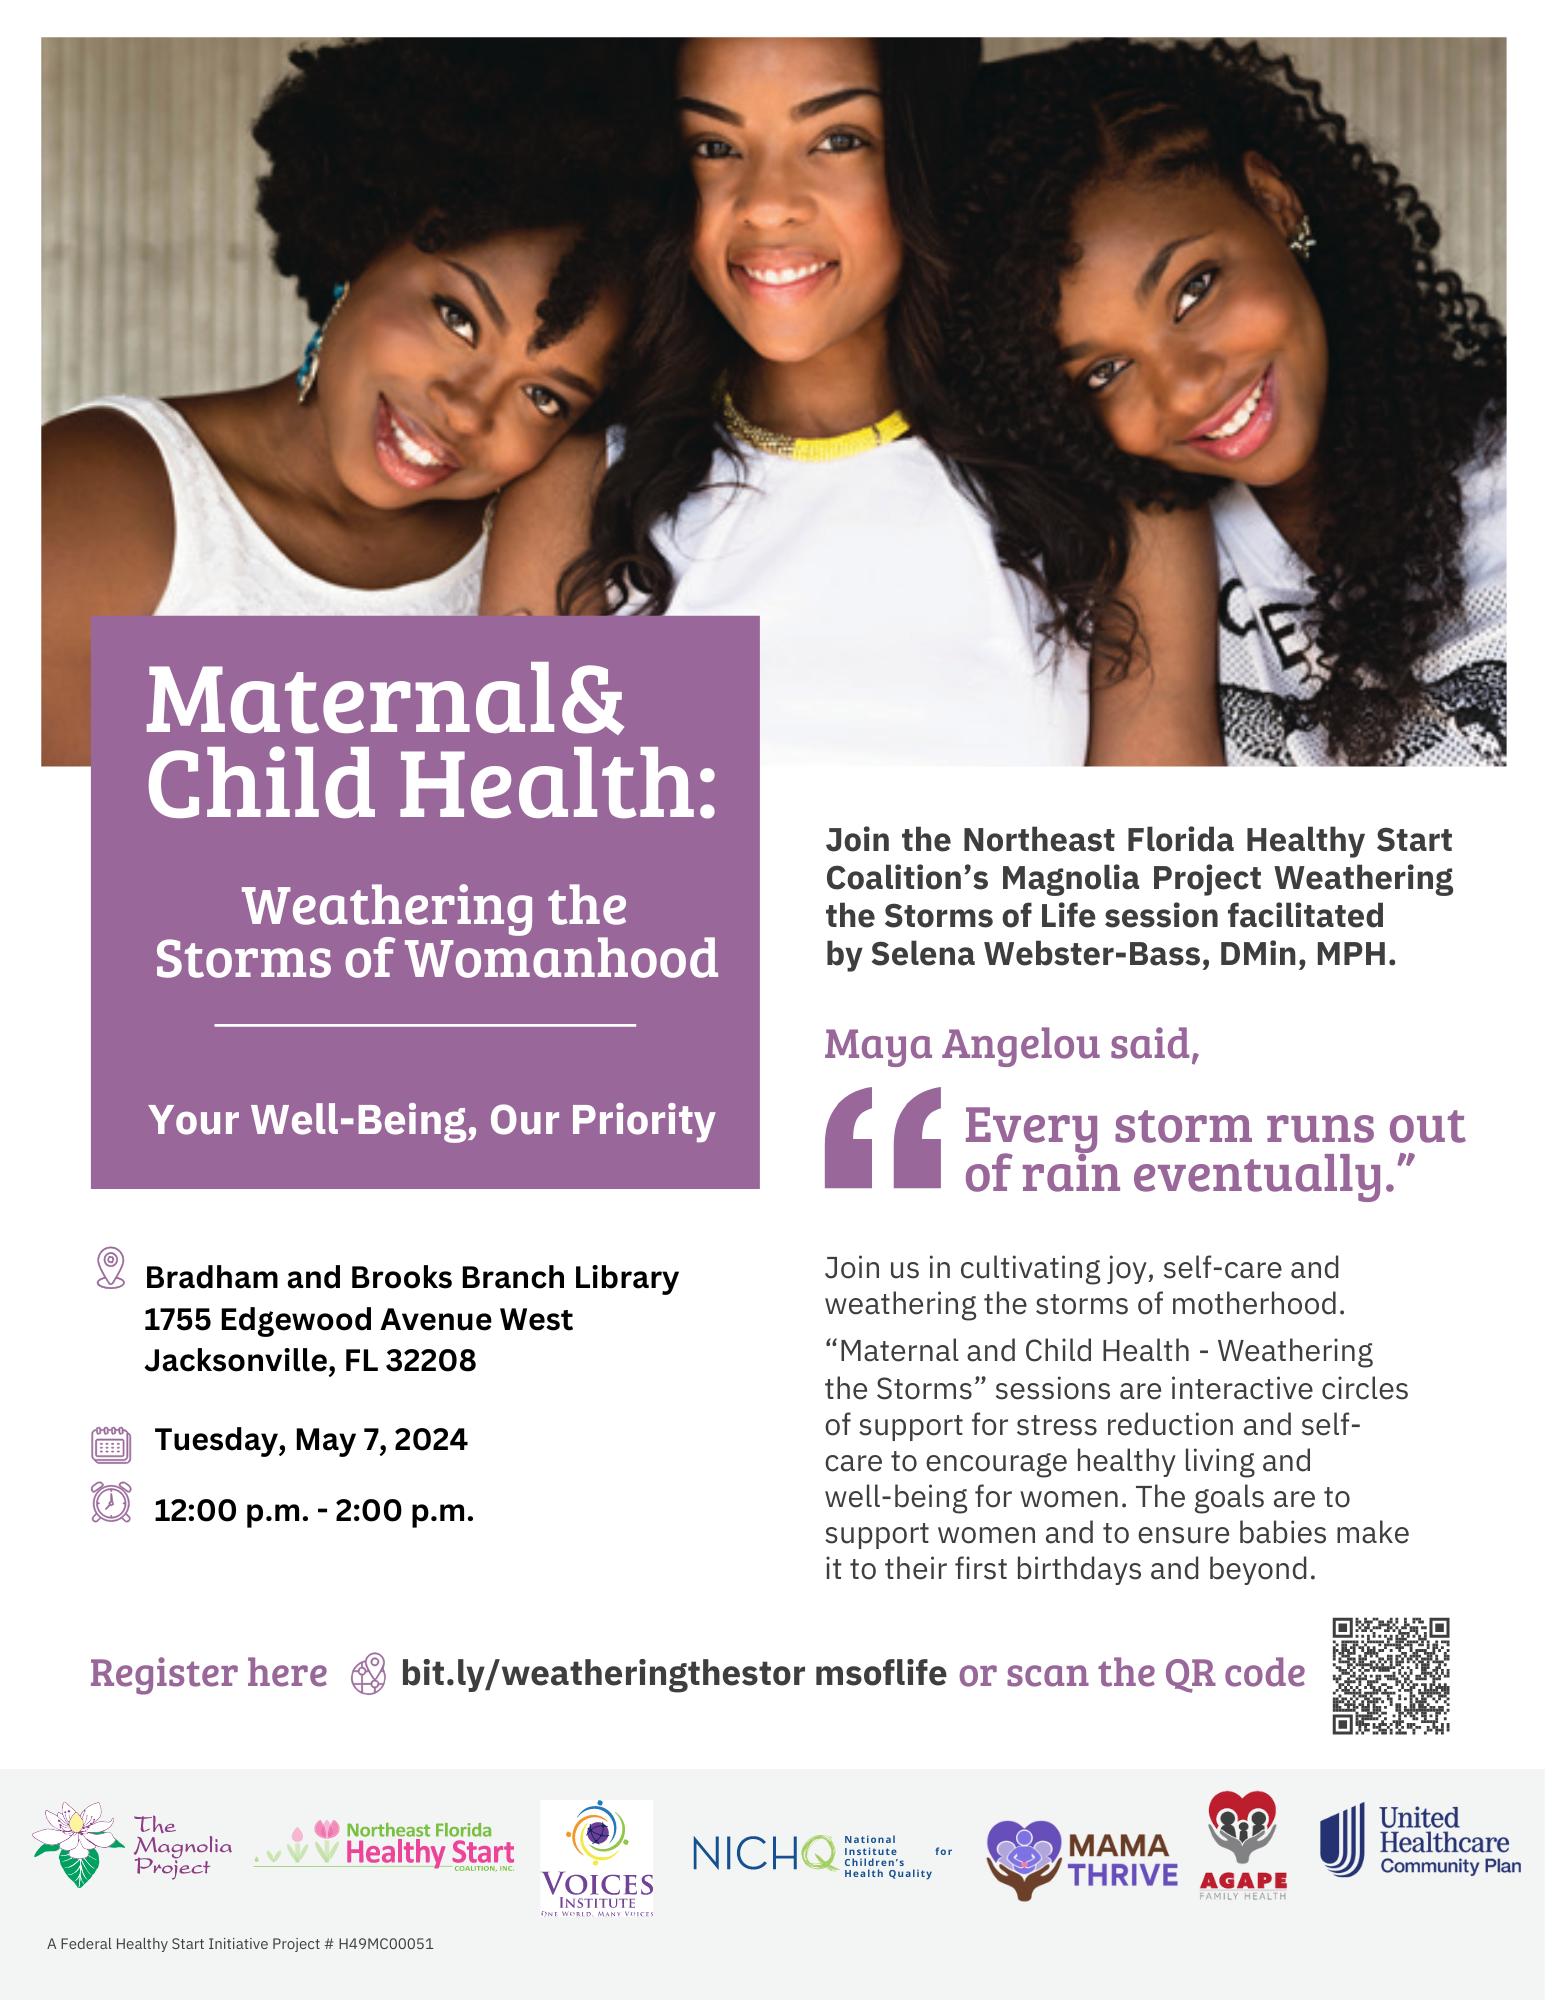 Maternal&
Child Health:
Weathering the
Storms of Womanhood
Your Well-Being, Our Priority
Bradham and Brooks Branch Library
1755 Edgewood Avenue West
Jacksonville, FL 32208
Tuesday, May 7, 2024
12:00 p.m. - 2:00 p.m.
Join the Northeast Florida Healthy Start
Coalition’s Magnolia Project Weathering
the Storms of Life session facilitated
by Selena Webster-Bass, DMin, MPH.
Maya Angelou said,
“Every storm runs out
of rain eventually.”
Join us in cultivating joy, self-care and
weathering the storms of motherhood.
“Maternal and Child Health - Weathering
the Storms” sessions are interactive circles
of support for stress reduction and self-
care to encourage healthy living and
well-being for women. The goals are to
support women and to ensure babies make
it to their first birthdays and beyond.
Register here bit.ly/weatheringthestor msoflife or scan the QR code
The
Magnolia
Project
Northeast Florida
Healthy Start
COALITION, INC.
VOICES
INSTITUTE
ONE WORLD, MANY VOICES
NICHQ
National
Institute for
Children's
Health Quality
MAMA
THRIVE
AGAPE
FAMILY HEALTH
United
Healthcare
Community Plan
A Federal Healthy Start Initiative Project # H49MC00051